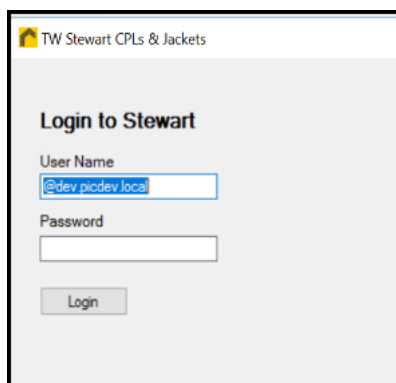 TW Stewart CPLs & Jackets
Login to Stewart
User Name
@dev.picdev.local
Password
Login